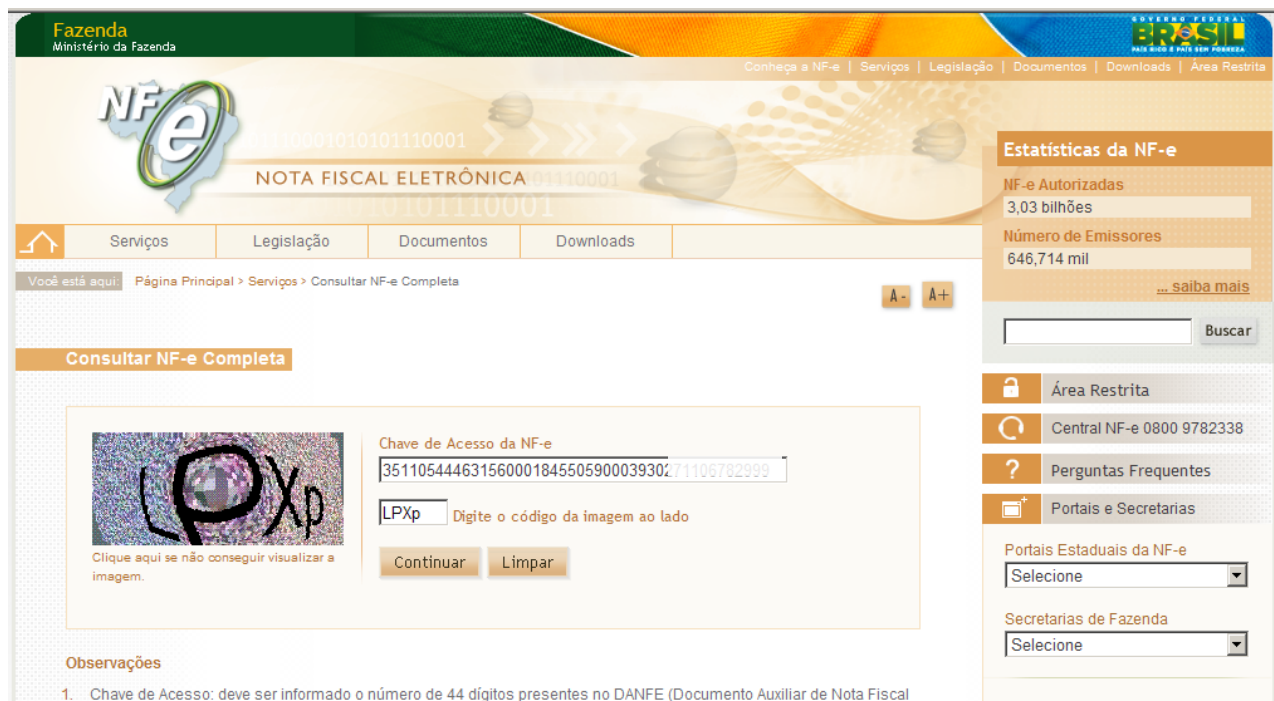 Fazenda
Ministério da Fazenda
GOVERNO FEDERAL
BRASIL
PAÍS RICO É PAÍS SEM POBREZA
Conheça a NF-e | Serviços | Legislação | Documentos | Downloads | Área Restrita
NFe
NOTA FISCAL ELETRÔNICA
Serviços
Legislação
Documentos
Downloads
Você está aqui: Página Principal > Serviços > Consultar NF-e Completa
A-
A+
Consultar NF-e Completa
LPXp
Clique aqui se não conseguir visualizar a
imagem.
Chave de Acesso da NF-e
LPXp
Digite o código da imagem ao lado
Continuar
Limpar
Observações
1. Chave de Acesso: deve ser informado o número de 44 dígitos presentes no DANFE (Documento Auxiliar de Nota Fiscal
Estatísticas da NF-e
NF-e Autorizadas
3,03 bilhões
Número de Emissores
646,714 mil
... saiba mais
Buscar
Área Restrita
Central NF-e 0800 9782338
Perguntas Frequentes
Portais e Secretarias
Portais Estaduais da NF-e
Selecione
Secretarias de Fazenda
Selecione